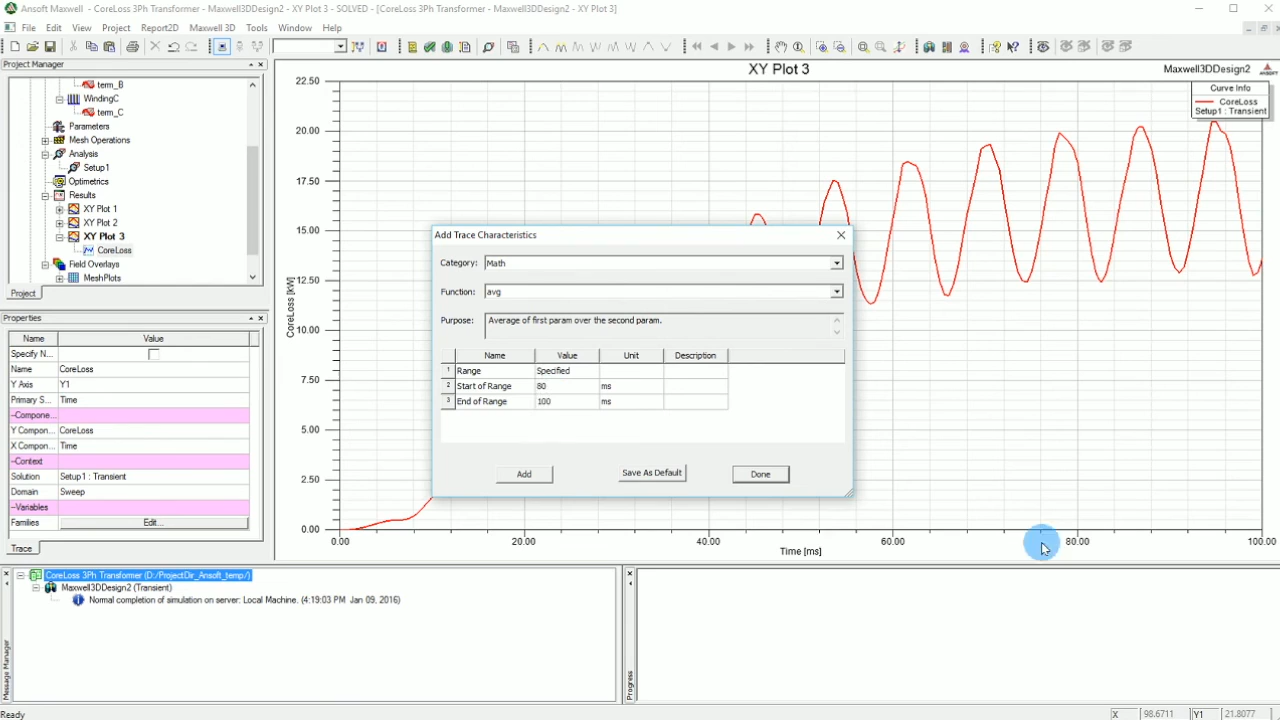 Ansoft Maxwell - CoreLoss 3Ph Transformer - Maxwell3DDesign2 - XY Plot 3 - SOLVED - [CoreLoss 3Ph Transformer - Maxwell3DDesign2 - XY Plot 3]
File Edit View Project Report2D Maxwell 3D Tools Window Help
Project Manager
term_B
WindingC
term_C
Parameters
Mesh Operations
Analysis
Setup1
Optimetrics
Results
XY Plot 1
XY Plot 2
XY Plot 3
CoreLoss
Field Overlays
MeshPlots
Project
Properties
Name Value
Specify N...
Name CoreLoss
Y Axis Y1
Primary S... Time
-Compone...
Y Compon... CoreLoss
X Compon... Time
-Context
Solution Setup1 : Transient
Domain Sweep
-Variables
Families Edit...
Trace
XY Plot 3
Maxwell3DDesign2
ANSOFT
Curve Info
CoreLoss
Setup1 : Transient
22.50
20.00
17.50
15.00
12.50
10.00
7.50
5.00
2.50
0.00
CoreLoss [kW]
0.00 20.00 40.00 60.00 80.00 100.00
Time [ms]
Add Trace Characteristics
Category: Math
Function: avg
Purpose: Average of first param over the second param.
Name Value Unit Description
1 Range Specified
2 Start of Range 80 ms
3 End of Range 100 ms
Add Save As Default Done
CoreLoss 3Ph Transformer (D:/ProjectDir_Ansoft_temp/)
Maxwell3DDesign2 (Transient)
Normal completion of simulation on server: Local Machine. (4:19:03 PM Jan 09, 2016)
Message Manager
Progress
Ready
X 98.6711 Y1 21.8077